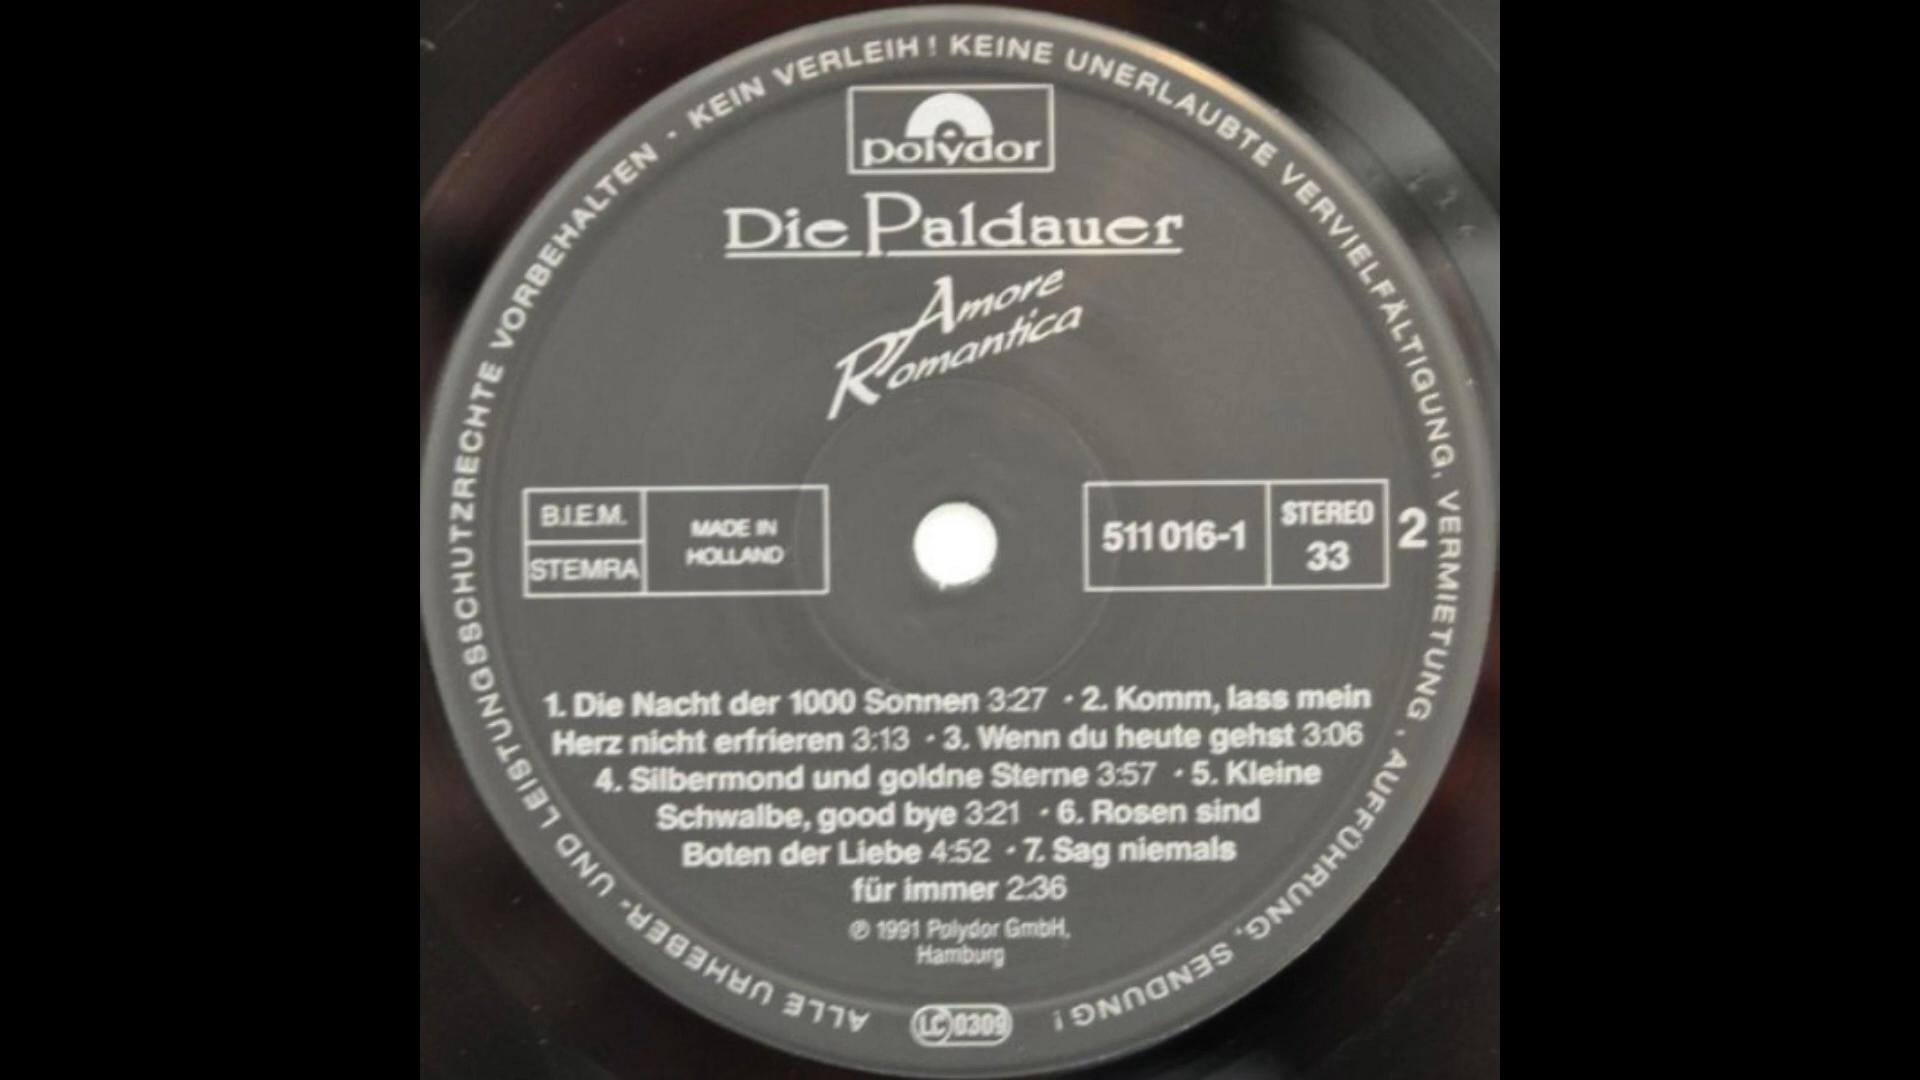 ALLE URHEBER- UND LEISTUNGSSCHUTZRECHTE VORBEHALTEN · KEIN VERLEIH! KEINE UNERLAUBTE VERVIELFÄLTIGUNG, VERMIETUNG, AUFFÜHRUNG, SENDUNG!
polydor
Die Paldauer
Amore
Romantica
B.I.E.M.
STEMRA
MADE IN
HOLLAND
511 016-1
STEREO
33
2
1. Die Nacht der 1000 Sonnen 3:27 · 2. Komm, lass mein
Herz nicht erfrieren 3:13 · 3. Wenn du heute gehst 3:06
4. Silbermond und goldne Sterne 3:57 · 5. Kleine
Schwalbe, good bye 3:21 · 6. Rosen sind
Boten der Liebe 4:52 · 7. Sag niemals
für immer 2:36
℗ 1991 Polydor GmbH,
Hamburg
LC 0309